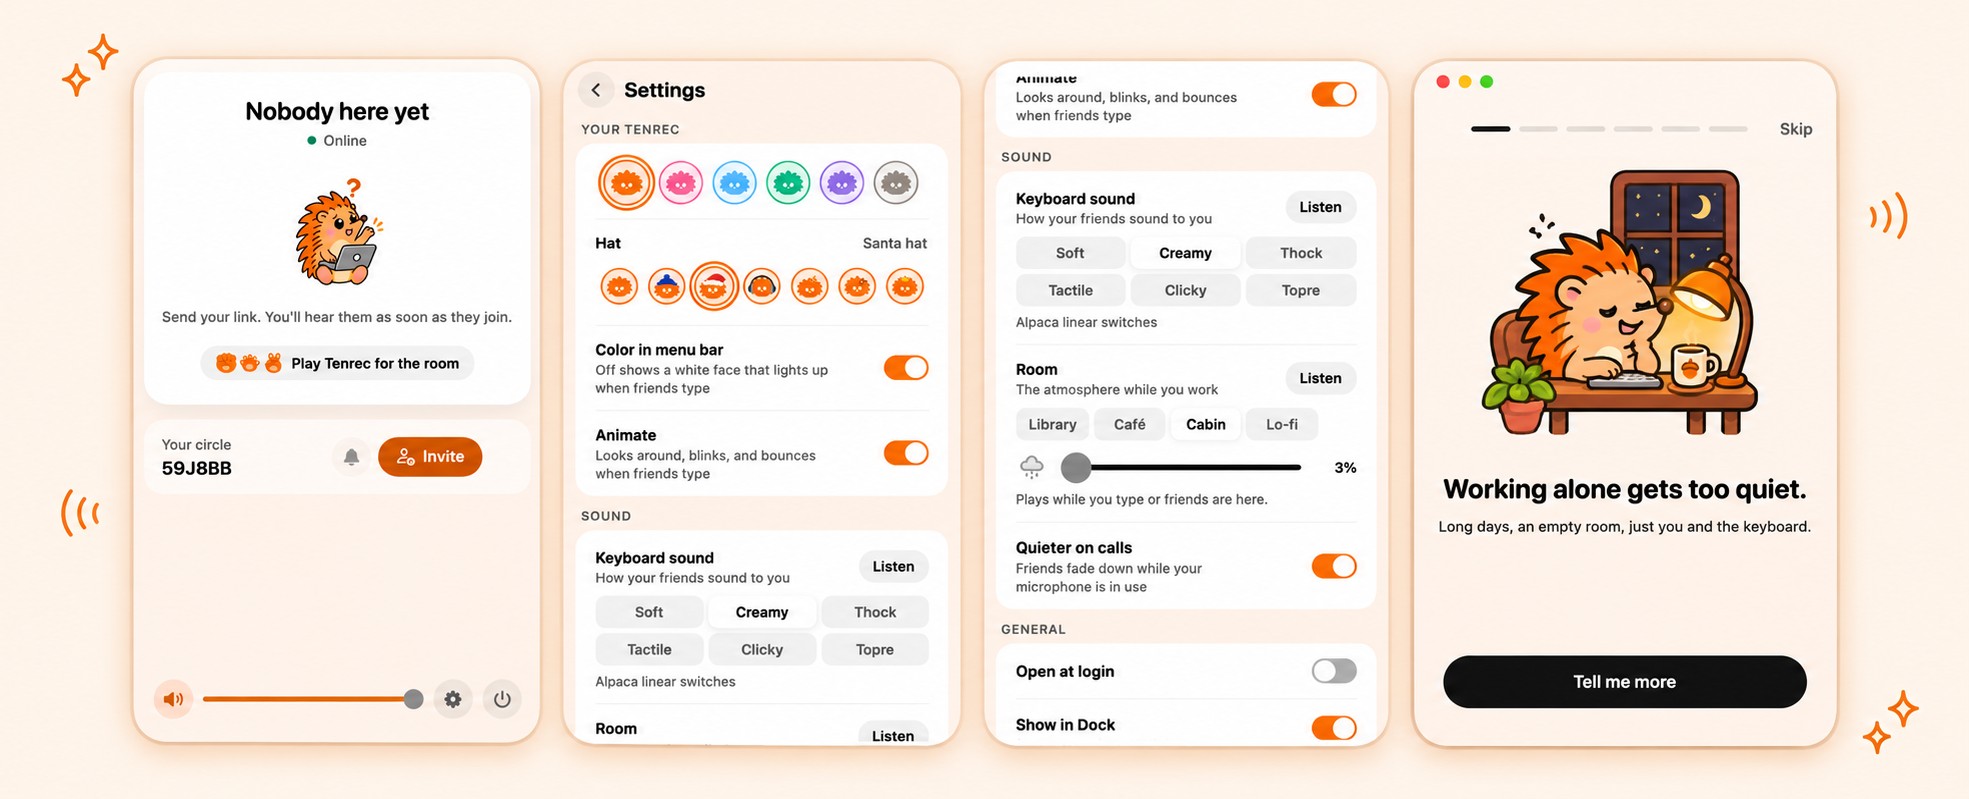 Nobody here yet
Online
?
Send your link. You'll hear them as soon as they join.
Play Tenrec for the room
Your circle
59J8BB
Invite
Settings
YOUR TENREC
Hat
Santa hat
Color in menu bar
Off shows a white face that lights up
when friends type
Animate
Looks around, blinks, and bounces
when friends type
SOUND
Keyboard sound
How your friends sound to you
Listen
Soft
Creamy
Thock
Tactile
Clicky
Topre
Alpaca linear switches
Room
Listen
Animate
Looks around, blinks, and bounces
when friends type
SOUND
Keyboard sound
How your friends sound to you
Listen
Soft
Creamy
Thock
Tactile
Clicky
Topre
Alpaca linear switches
Room
The atmosphere while you work
Listen
Library
Café
Cabin
Lo-fi
3%
Plays while you type or friends are here.
Quieter on calls
Friends fade down while your
microphone is in use
GENERAL
Open at login
Show in Dock
Skip
Working alone gets too quiet.
Long days, an empty room, just you and the keyboard.
Tell me more